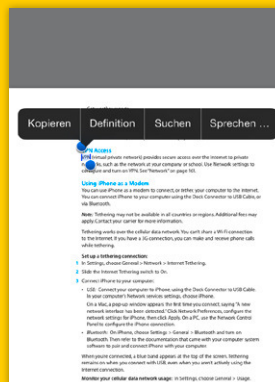 Kopieren Definition Suchen Sprechen ...
VPN Access
VPN (virtual private network) provides secure access over the Internet to private
networks, such as the network at your company or school. Use Network settings to
configure and turn on VPN. See "Network" on page
Using iPhone as a Modem
You can use iPhone as a modem to connect, or tether your computer to the Internet.
You can connect iPhone to your computer using the Dock Connector to USB Cable, or
via Bluetooth.
Note: Tethering may not be available in all countries or regions. Additional fees may
apply. Contact your carrier for more information.
Tethering works over the cellular data network. You can't share a Wi-Fi connection
to the Internet. If you have a 3G connection, you can make and receive phone calls
while tethering.
Set up a tethering connection:
1 In Settings, choose General > Network > Internet Tethering.
2 Slide the Internet Tethering switch to On.
3 Connect iPhone to your computer:
• USB: Connect your computer to iPhone, using the Dock Connector to USB Cable.
In your computer's Network services settings, choose iPhone.
On a Mac, a pop-up window appears the first time you connect, saying "A new
network interface has been detected." Click Network Preferences, configure the
network settings for iPhone, then click Apply. On a PC, use the Network Control
Panel to configure the iPhone connection.
• Bluetooth: On iPhone, choose Settings > General > Bluetooth and turn on
Bluetooth. Then refer to the documentation that came with your computer system
software to pair and connect iPhone with your computer.
When you're connected, a blue band appears at the top of the screen. Tethering
remains on when you connect with USB, even when you aren't actively using the
Internet connection.
Monitor your cellular data network usage: In Settings, choose General > Usage.